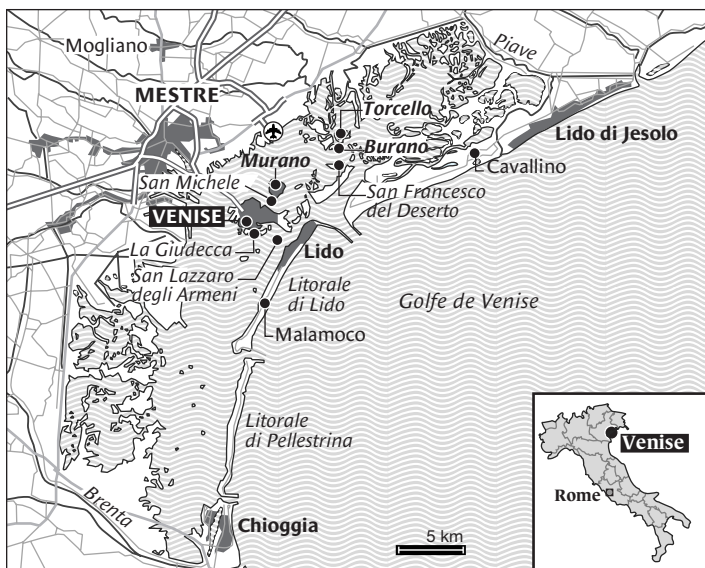 Mogliano
Piave
MESTRE
Torcello
Lido di Jesolo
Burano
Murano
Cavallino
San Michele
San Francesco
del Deserto
VENISE
La Giudecca
Lido
San Lazzaro
degli Armeni
Litorale
di Lido
Golfe de Venise
Malamoco
Litorale
di Pellestrina
Venise
Rome
Brenta
Chioggia
5 km